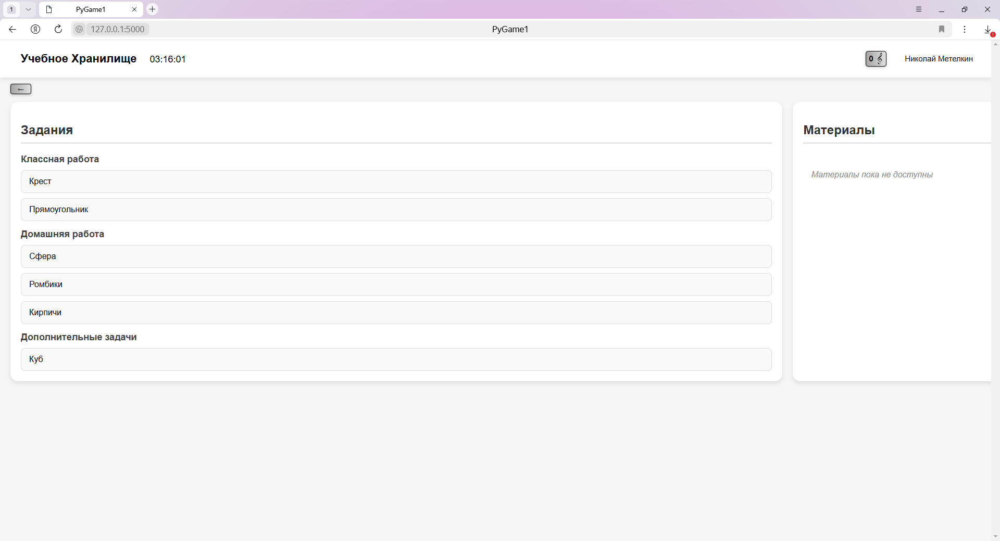 1
PyGame1
127.0.0.1:5000
PyGame1
Учебное Хранилище 03:16:01
0
Николай Метелкин
←
Задания
Классная работа
Крест
Прямоугольник
Домашняя работа
Сфера
Ромбики
Кирпичи
Дополнительные задачи
Куб
Материалы
Материалы пока не доступны